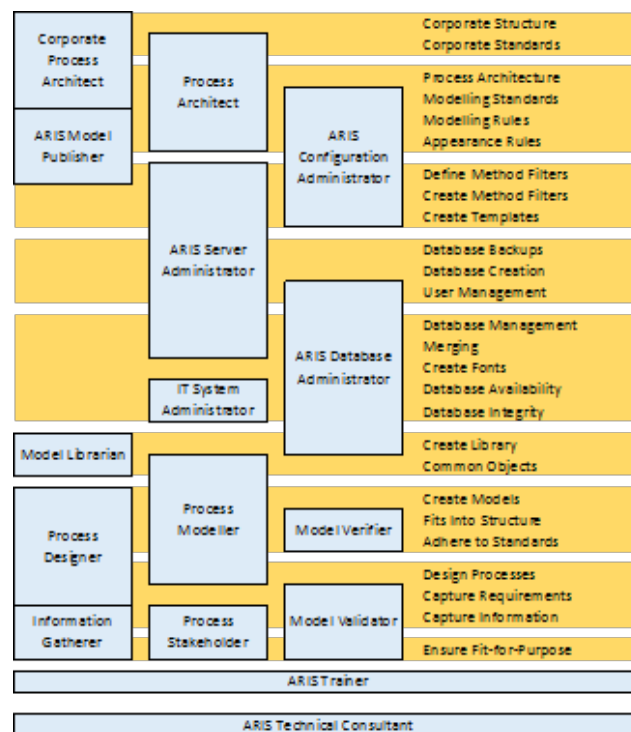 Corporate
Process
Architect
ARIS Model
Publisher
Process
Architect
ARIS
Configuration
Administrator
Corporate Structure
Corporate Standards
Process Architecture
Modelling Standards
Modelling Rules
Appearance Rules
Define Method Filters
Create Method Filters
Create Templates
ARIS Server
Administrator
Database Backups
Database Creation
User Management
ARIS Database
Administrator
IT System
Administrator
Database Management
Merging
Create Fonts
Database Availability
Database Integrity
Model Librarian
Create Library
Common Objects
Process
Designer
Process
Modeller
Model Verifier
Create Models
Fits Into Structure
Adhere to Standards
Information
Gatherer
Process
Stakeholder
Model Validator
Design Processes
Capture Requirements
Capture Information
Ensure Fit-for-Purpose
ARIS Trainer
ARIS Technical Consultant